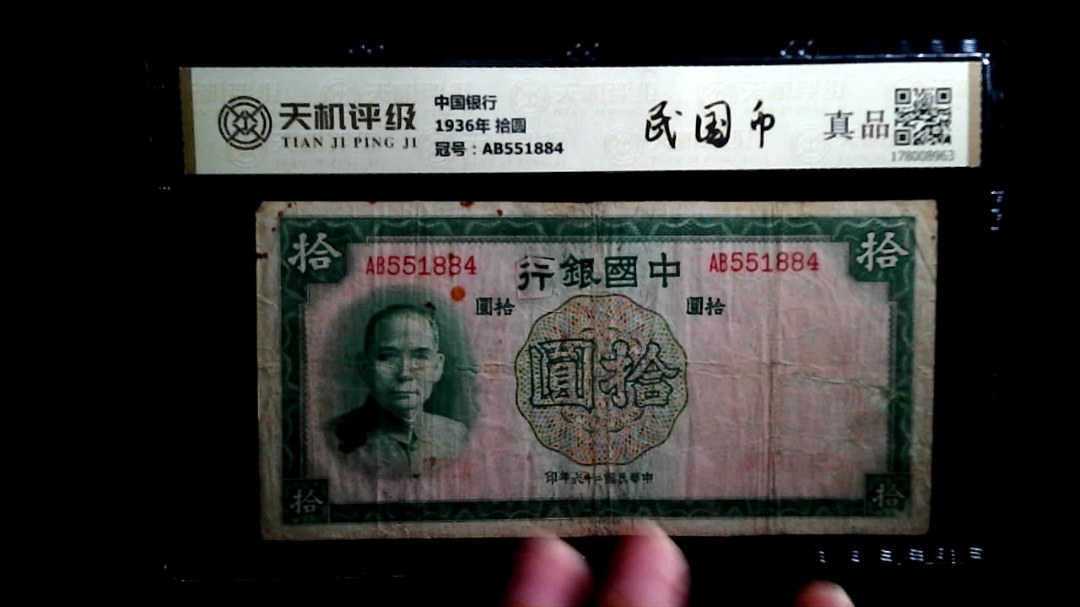 天机评级
TIAN JI PING JI
中国银行
1936年 拾圆
冠号：AB551884
民国币
真品
178008963
拾
拾
AB551884
行銀國中
AB551884
圓拾
圓拾
圓拾
印年六十二國民華中
拾
拾